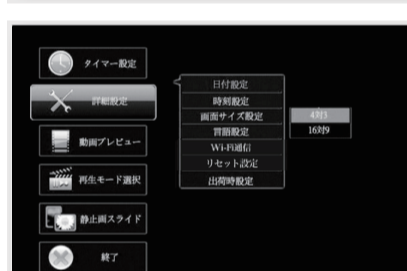 タイマー設定
詳細設定
動画プレビュー
再生モード選択
静止画スライド
終了
日付設定
時刻設定
画面サイズ設定
言語設定
Wi-Fi通信
リセット設定
出荷時設定
4対3
16対9